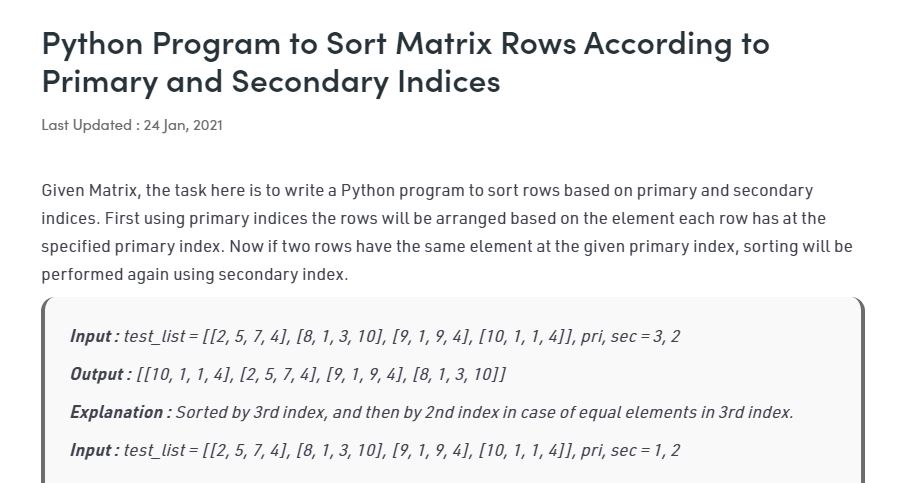 Python Program to Sort Matrix Rows According to
Primary and Secondary Indices
Last Updated : 24 Jan, 2021
Given Matrix, the task here is to write a Python program to sort rows based on primary and secondary
indices. First using primary indices the rows will be arranged based on the element each row has at the
specified primary index. Now if two rows have the same element at the given primary index, sorting will be
performed again using secondary index.
Input : test_list = [[2, 5, 7, 4], [8, 1, 3, 10], [9, 1, 9, 4], [10, 1, 1, 4]], pri, sec = 3, 2
Output : [[10, 1, 1, 4], [2, 5, 7, 4], [9, 1, 9, 4], [8, 1, 3, 10]]
Explanation : Sorted by 3rd index, and then by 2nd index in case of equal elements in 3rd index.
Input : test_list = [[2, 5, 7, 4], [8, 1, 3, 10], [9, 1, 9, 4], [10, 1, 1, 4]], pri, sec = 1, 2